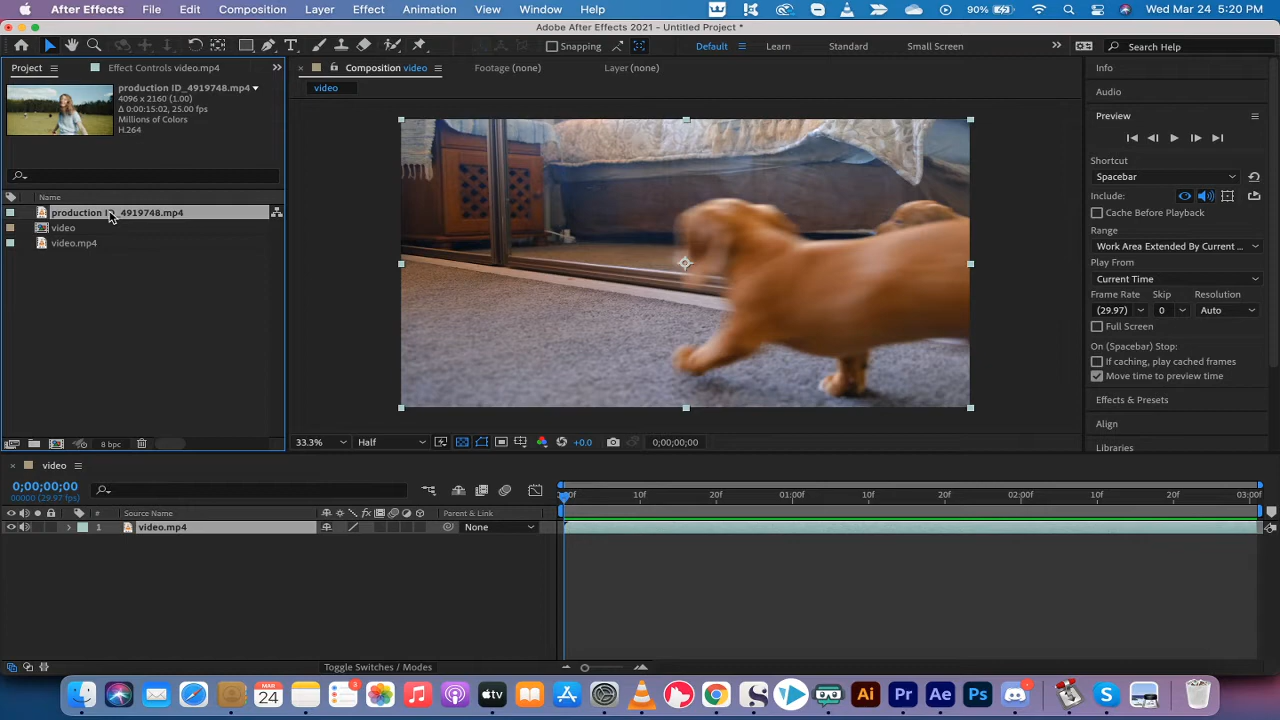 After Effects File Edit Composition Layer Effect Animation View Window Help 90% Wed Mar 24 5:20 PM
Adobe After Effects 2021 - Untitled Project *
Snapping Default Learn Standard Small Screen Search Help
Project Effect Controls video.mp4 Composition video Footage (none) Layer (none) Info
production ID_4919748.mp4
4096 x 2160 (1.00)
Δ 0:00:15:02, 25.00 fps
Millions of Colors
H.264
video
Audio
Preview
Shortcut
Spacebar
Include:
Cache Before Playback
Range
Work Area Extended By Current ...
Play From
Current Time
Frame Rate Skip Resolution
(29.97) 0 Auto
Full Screen
On (Spacebar) Stop:
If caching, play cached frames
Move time to preview time
Effects & Presets
Align
Libraries
Name
production ID_4919748.mp4
video
video.mp4
8 bpc
33.3% Half +0.0 0;00;00;00
video
0;00;00;00
00000 (29.97 fps)
:00f 10f 20f 01:00f 10f 20f 02:00f 10f 20f 03:00f
# Source Name Parent & Link
1 video.mp4 None
Toggle Switches / Modes
MAR
24
3
tv
Ai Pr Ae Ps